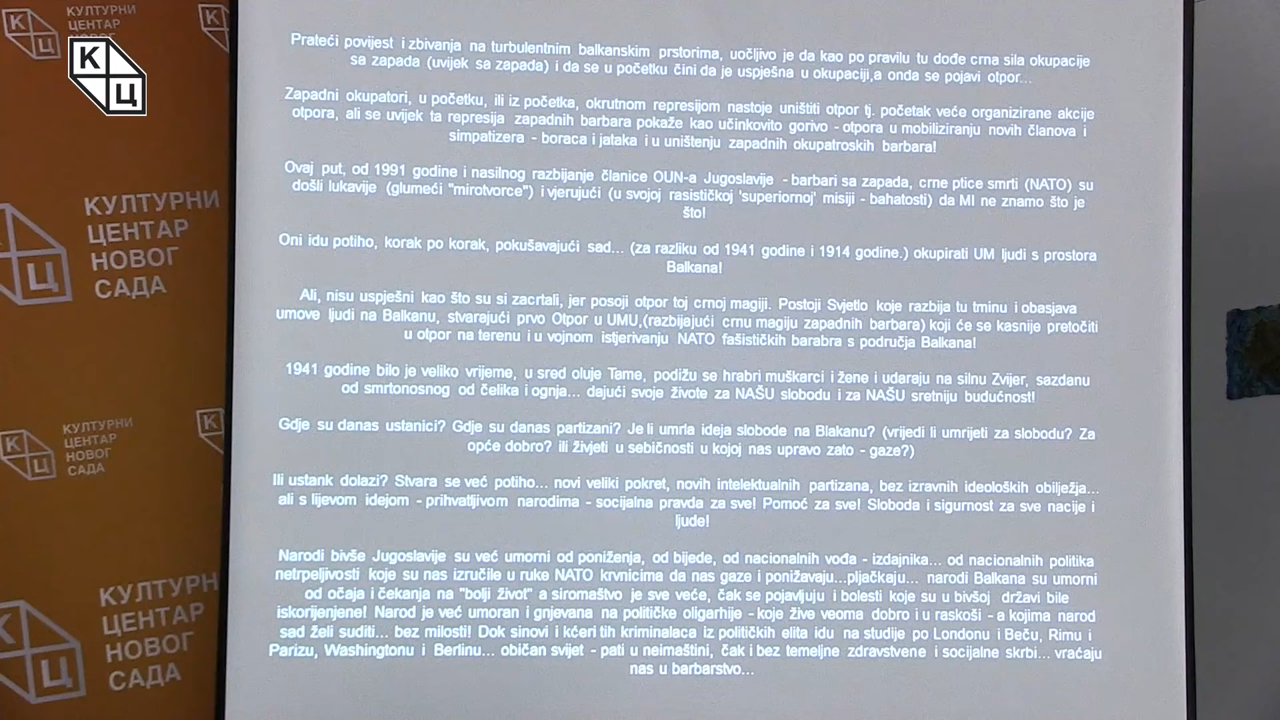 КУЛТУРНИ
ЦЕНТАР
НОВОГ
К
Ц
К
К
Ц
Prateći povijest i zbivanja na turbulentnim balkanskim prstorima, uočljivo je da kao po pravilu tu dođe crna sila okupacije
sa zapada (uvijek sa zapada) i da se u početku čini da je uspješna u okupaciji,a onda se pojavi otpor...
Zapadni okupatori, u početku, ili iz početka, okrutnom represijom nastoje uništiti otpor tj. početak veće organizirane akcije
otpora, ali se uvijek ta represija zapadnih barbara pokaže kao učinkovito gorivo - otpora u mobiliziranju novih članova i
simpatizera - boraca i jataka i u uništenju zapadnih okupatroskih barbara!
Ovaj put, od 1991 godine i nasilnog razbijanje članice OUN-a Jugoslavije - barbari sa zapada, crne ptice smrti (NATO) su
došli lukavije (glumeći "mirotvorce") i vjerujući (u svojoj rasističkoj 'superiornoj' misiji - bahatosti) da MI ne znamo što je
što!
Oni idu potiho, korak po korak, pokušavajući sad... (za razliku od 1941 godine i 1914 godine.) okupirati UM ljudi s prostora
Balkana!
Ali, nisu uspješni kao što su si zacrtali, jer posoji otpor toj crnoj magiji. Postoji Svjetlo koje razbija tu tminu i obasjava
umove ljudi na Balkanu, stvarajući prvo Otpor u UMU,(razbijajući crnu magiju zapadnih barbara) koji će se kasnije pretočiti
u otpor na terenu i u vojnom istjerivanju NATO fašističkih barabra s područja Balkana!
1941 godine bilo je veliko vrijeme, u sred oluje Tame, podižu se hrabri muškarci i žene i udaraju na silnu Zvijer, sazdanu
od smrtonosnog od čelika i ognja... dajući svoje živote za NAŠU slobodu i za NAŠU sretniju budućnost!
Gdje su danas ustanici? Gdje su danas partizani? Je li umrla ideja slobode na Blakanu? (vrijedi li umrijeti za slobodu? Za
opće dobro? ili živjeti u sebičnosti u kojoj nas upravo zato - gaze?)
Ili ustank dolazi? Stvara se već potiho... novi veliki pokret, novih intelektualnih partizana, bez izravnih ideoloških obilježja...
ali s lijevom idejom - prihvatljivom narodima - socijalna pravda za sve! Pomoć za sve! Sloboda i sigurnost za sve nacije i
ljude!
Narodi bivše Jugoslavije su već umorni od poniženja, od bijede, od nacionalnih vođa - izdajnika... od nacionalnih politika
netrpeljivosti koje su nas izručile u ruke NATO krvnicima da nas gaze i ponižavaju...pljačkaju... narodi Balkana su umorni
od očaja i čekanja na "bolji život" a siromaštvo je sve veće, čak se pojavljuju i bolesti koje su u bivšoj državi bile
iskorijenjene! Narod je već umoran i gnjevana na političke oligarhije - koje žive veoma dobro i u raskoši - a kojima narod
sad želi suditi... bez milosti! Dok sinovi i kćeri tih kriminalaca iz političkih elita idu na studije po Londonu i Beču, Rimu i
Parizu, Washingtonu i Berlinu... običan svijet - pati u neimaštini, čak i bez temeljne zdravstvene i socijalne skrbi... vraćaju
nas u barbarstvo...
КУЛТУРНИ
ЦЕНТАР
НОВОГ
САДА
Ц
КУЛТУРНИ
ЦЕНТАР
НОВОГ
САДА
К
Ц
К
КУЛТУРН
ЦЕНТАР
НОВОГ
САДА
К
Ц